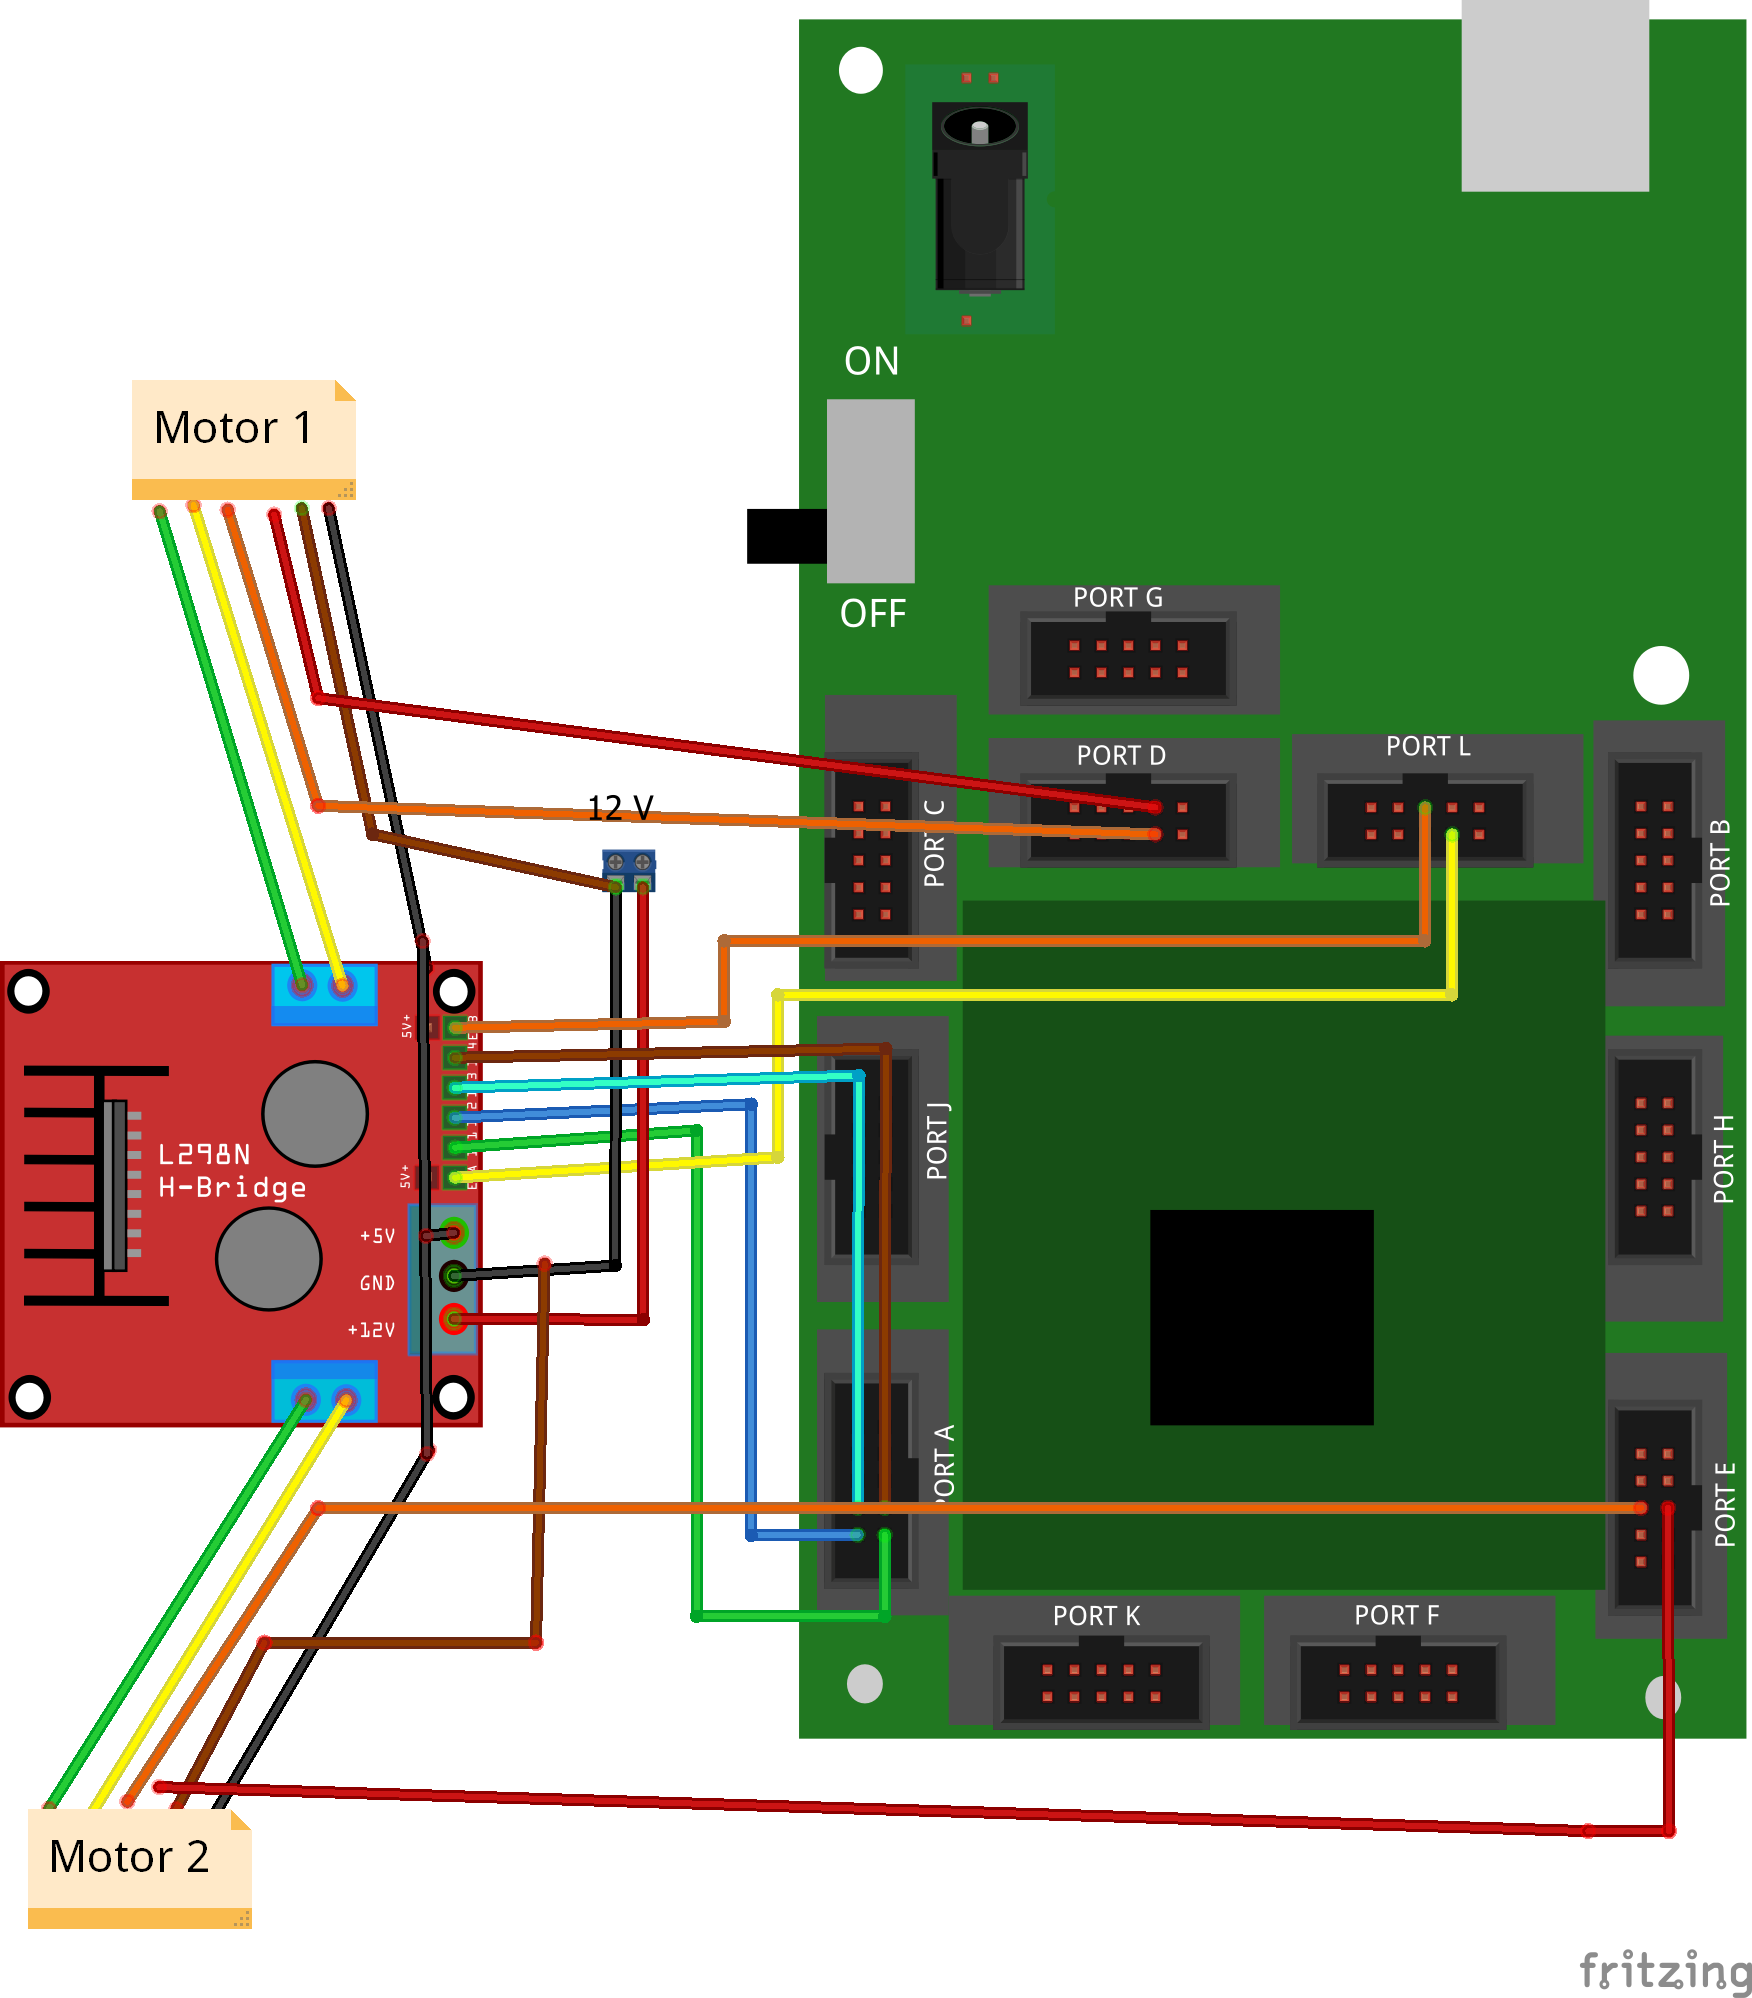 ON
Motor 1
OFF
PORT G
PORT D
PORT L
12 V
PORT C
PORT B
5V+
PORT J
PORT H
L298N
H-Bridge
5V+
+5V
GND
+12V
PORT A
PORT E
PORT K
PORT F
Motor 2
fritzing